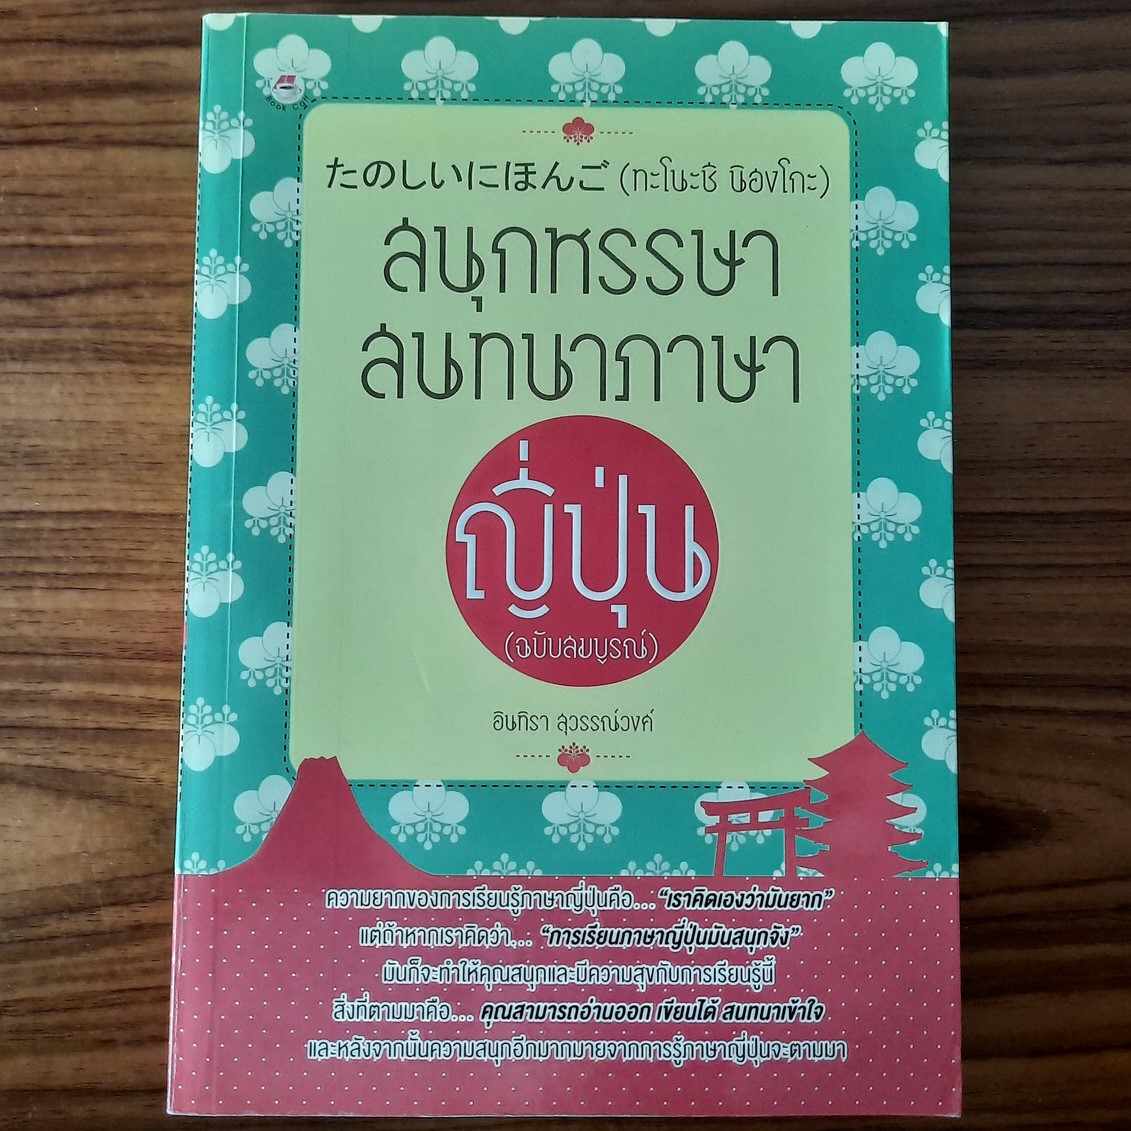 Book Caff
たのしいにほんご (ทะโนะชี นิฮงโกะ)
สนุกหรรษา
สนทนาภาษา
ญี่ปุ่น
(ฉบับสมบูรณ์)
อินทิรา สุวรรณ์วงค์
ความยากของการเรียนรู้ภาษาญี่ปุ่นคือ... “เราคิดเองว่ามันยาก”
แต่ถ้าหากเราคิดว่า... “การเรียนภาษาญี่ปุ่นมันสนุกจัง”
มันก็จะทำให้คุณสนุกและมีความสุขกับการเรียนรู้นี้
สิ่งที่ตามมาคือ... คุณสามารถอ่านออก เขียนได้ สนทนาเข้าใจ
และหลังจากนั้นความสนุกอีกมากมายจากการรู้ภาษาญี่ปุ่นจะตามมา